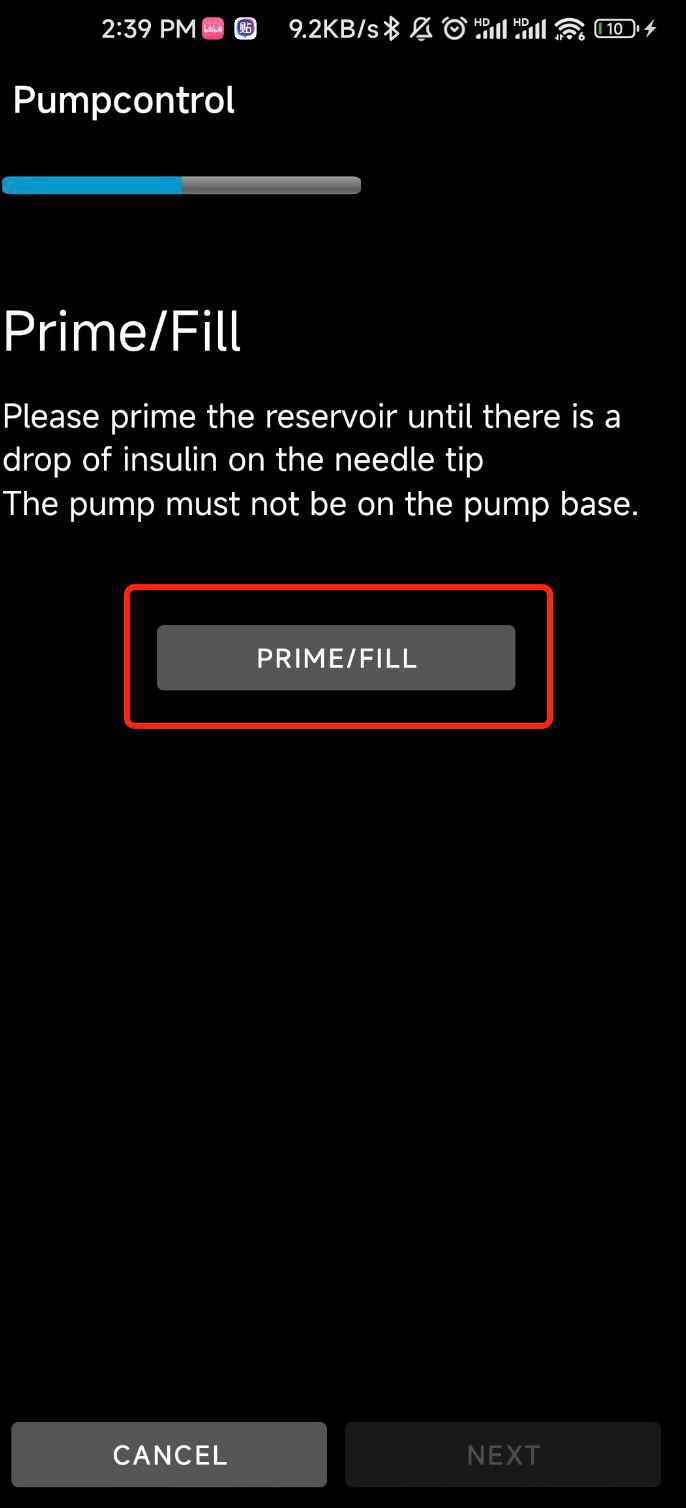 2:39 PM 9.2KB/s HD HD 6 10
Pumpcontrol
Prime/Fill
Please prime the reservoir until there is a
drop of insulin on the needle tip
The pump must not be on the pump base.
PRIME/FILL
CANCEL NEXT